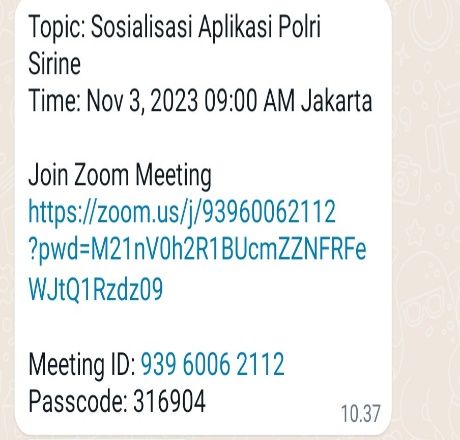 Topic: Sosialisasi Aplikasi Polri
Sirine
Time: Nov 3, 2023 09:00 AM Jakarta
Join Zoom Meeting
https://zoom.us/j/93960062112
?pwd=M21nV0h2R1BUcmZZNFRFe
WJtQ1Rzdz09
Meeting ID: 939 6006 2112
Passcode: 316904
10.37